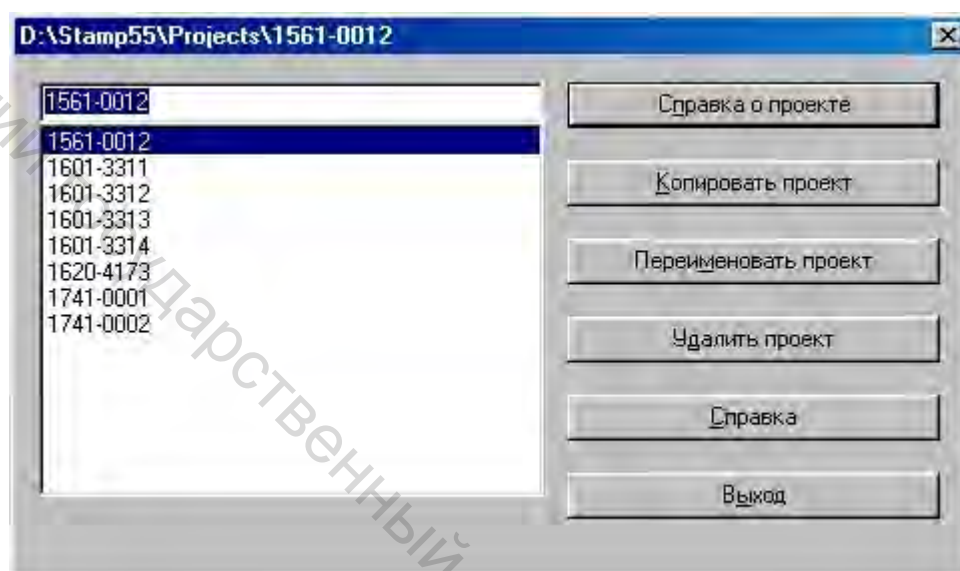 D:\Stamp55\Projects\1561-0012
1561-0012
1561-0012
1601-3311
1601-3312
1601-3313
1601-3314
1620-4173
1741-0001
1741-0002
Справка о проекте
Копировать проект
Переименовать проект
Удалить проект
Справка
Выход
государственный